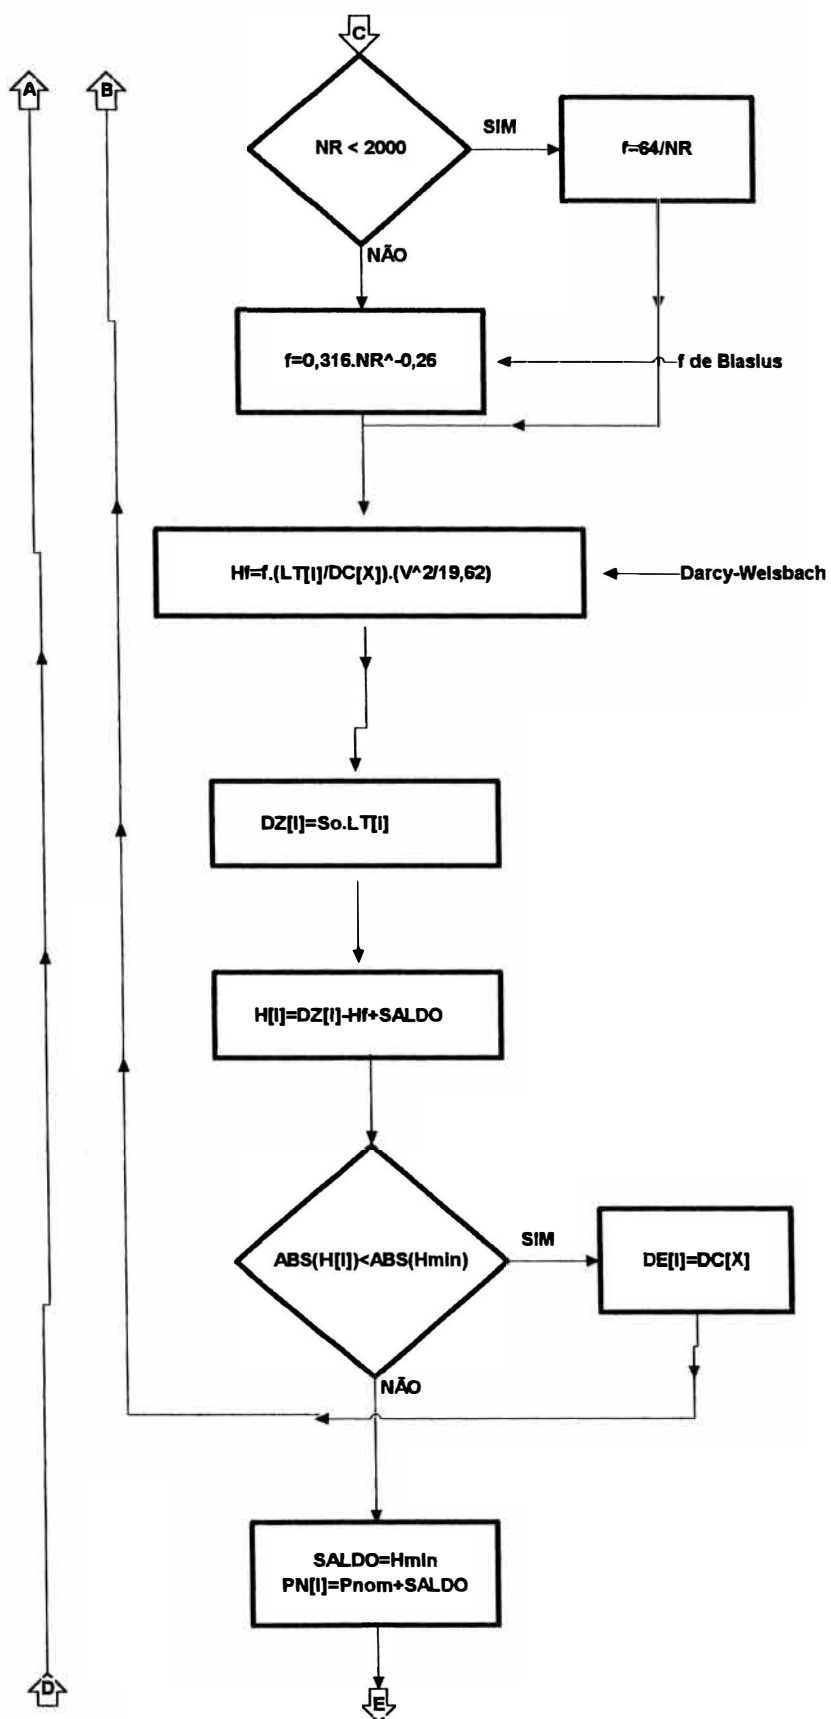 C
A
B
NR < 2000
SIM
f=64/NR
NÃO
f=0,316.NR^-0,26
f de Blasius
Hf=f.(LT[I]/DC[X]).(V^2/19,62)
Darcy-Weisbach
DZ[I]=So.LT[I]
H[I]=DZ[I]-Hf+SALDO
ABS(H[I])<ABS(Hmin)
SIM
DE[I]=DC[X]
NÃO
SALDO=Hmin
PN[I]=Pnom+SALDO
D
E